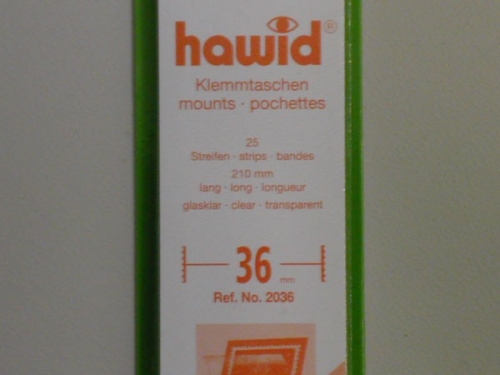 hawid®
Klemmtaschen
mounts · pochettes
25
Streifen · strips · bandes
210 mm
lang · long · longueur
glasklar · clear · transparent
36 mm
Ref. No. 2036